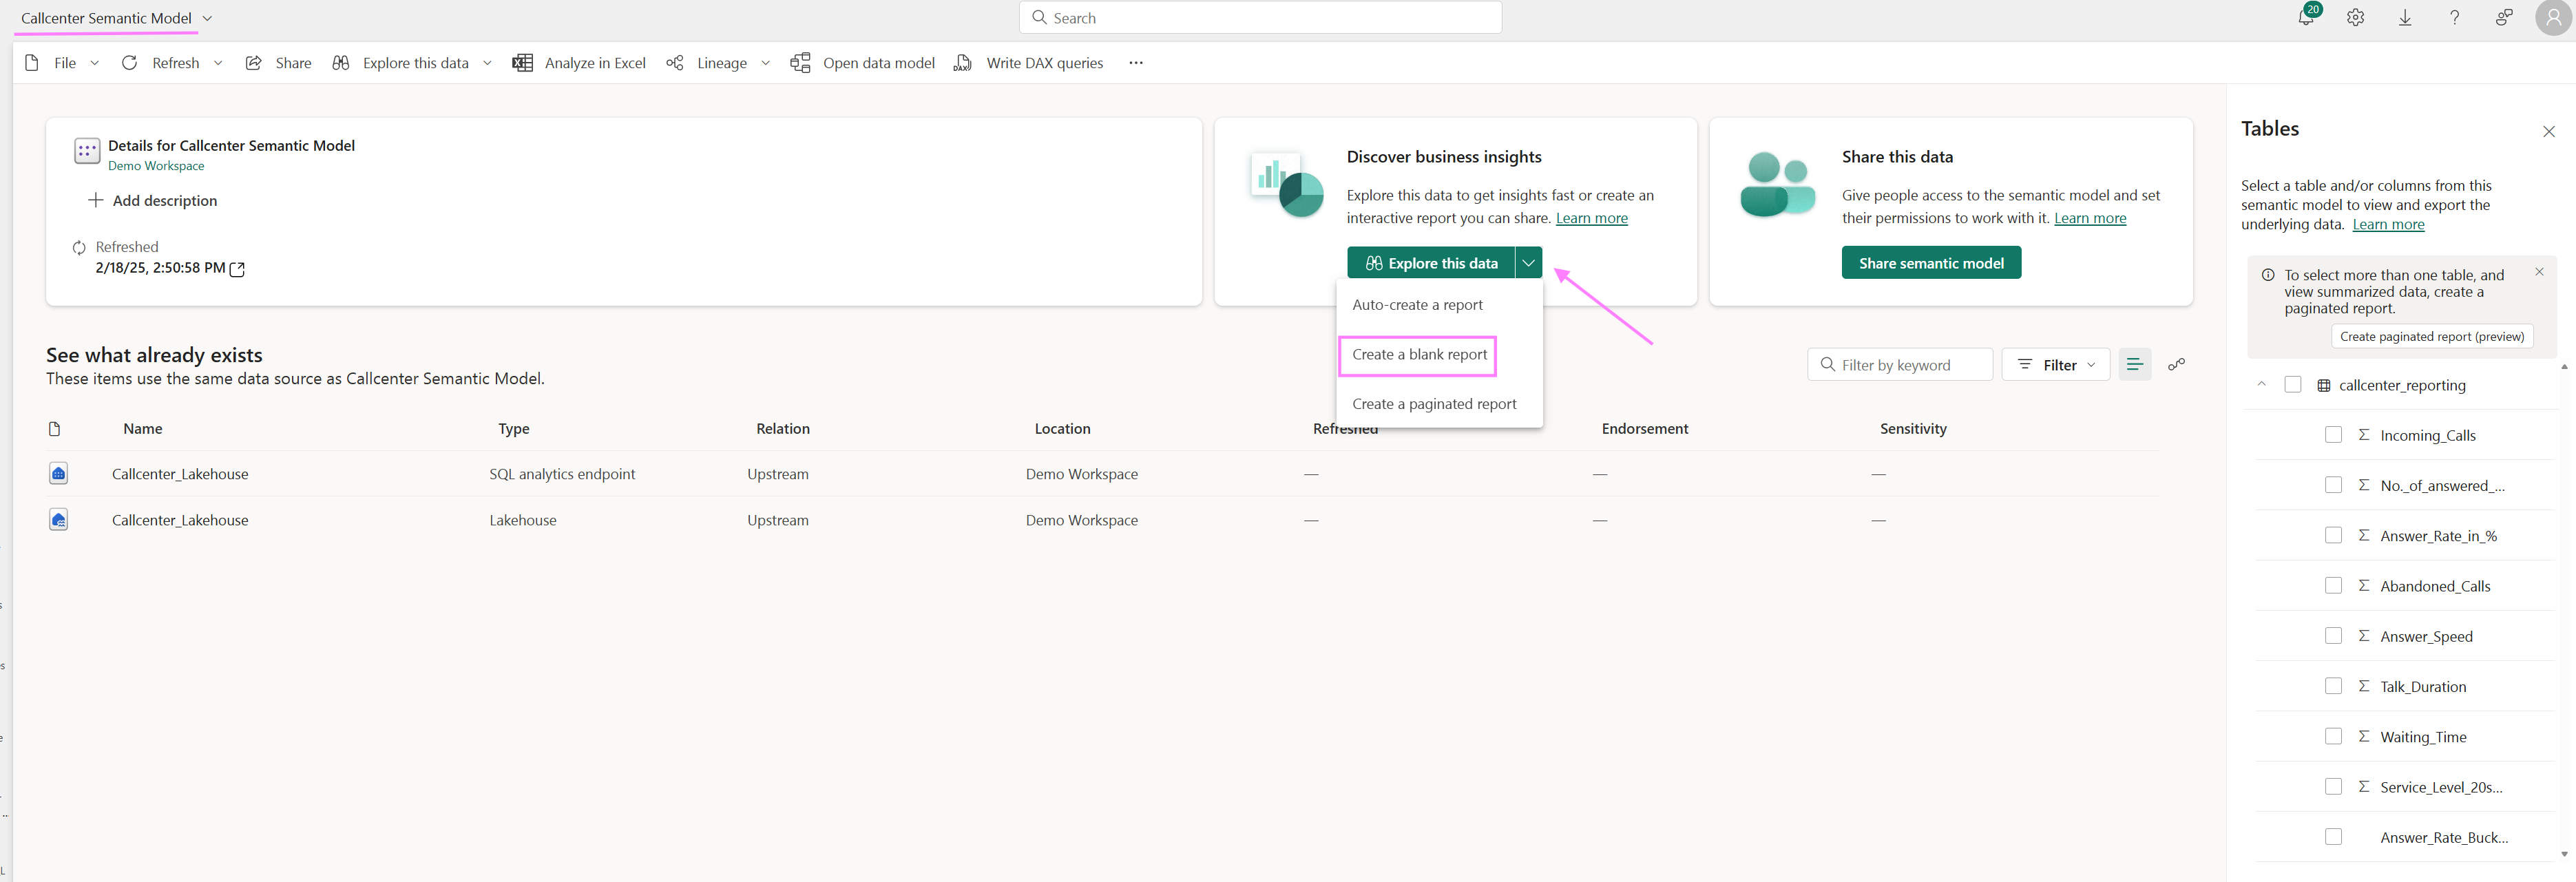 Callcenter Semantic Model
Search
20
File
Refresh
Share
Explore this data
Analyze in Excel
Lineage
Open data model
DAX
Write DAX queries
...
Details for Callcenter Semantic Model
Demo Workspace
Add description
Refreshed
2/18/25, 2:50:58 PM
Discover business insights
Explore this data to get insights fast or create an
interactive report you can share. Learn more
Explore this data
Auto-create a report
Create a blank report
Create a paginated report
Share this data
Give people access to the semantic model and set
their permissions to work with it. Learn more
Share semantic model
See what already exists
These items use the same data source as Callcenter Semantic Model.
Filter by keyword
Filter
Name Type Relation Location Refreshed Endorsement Sensitivity
Callcenter_Lakehouse SQL analytics endpoint Upstream Demo Workspace — — —
Callcenter_Lakehouse Lakehouse Upstream Demo Workspace — — —
Tables
Select a table and/or columns from this
semantic model to view and export the
underlying data. Learn more
To select more than one table, and
view summarized data, create a
paginated report.
Create paginated report (preview)
callcenter_reporting
Σ Incoming_Calls
Σ No._of_answered_...
Σ Answer_Rate_in_%
Σ Abandoned_Calls
Σ Answer_Speed
Σ Talk_Duration
Σ Waiting_Time
Σ Service_Level_20s...
Answer_Rate_Buck...